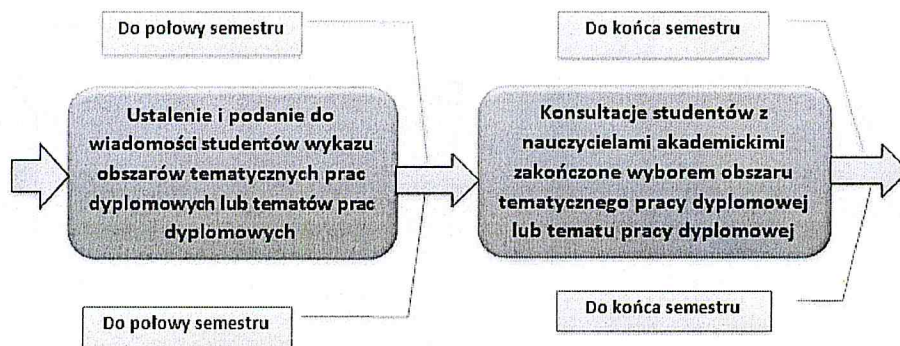 Do połowy semestru
Do końca semestru
Ustalenie i podanie do
wiadomości studentów wykazu
obszarów tematycznych prac
dyplomowych lub tematów prac
dyplomowych
Konsultacje studentów z
nauczycielami akademickimi
zakończone wyborem obszaru
tematycznego pracy dyplomowej
lub tematu pracy dyplomowej
Do połowy semestru
Do końca semestru